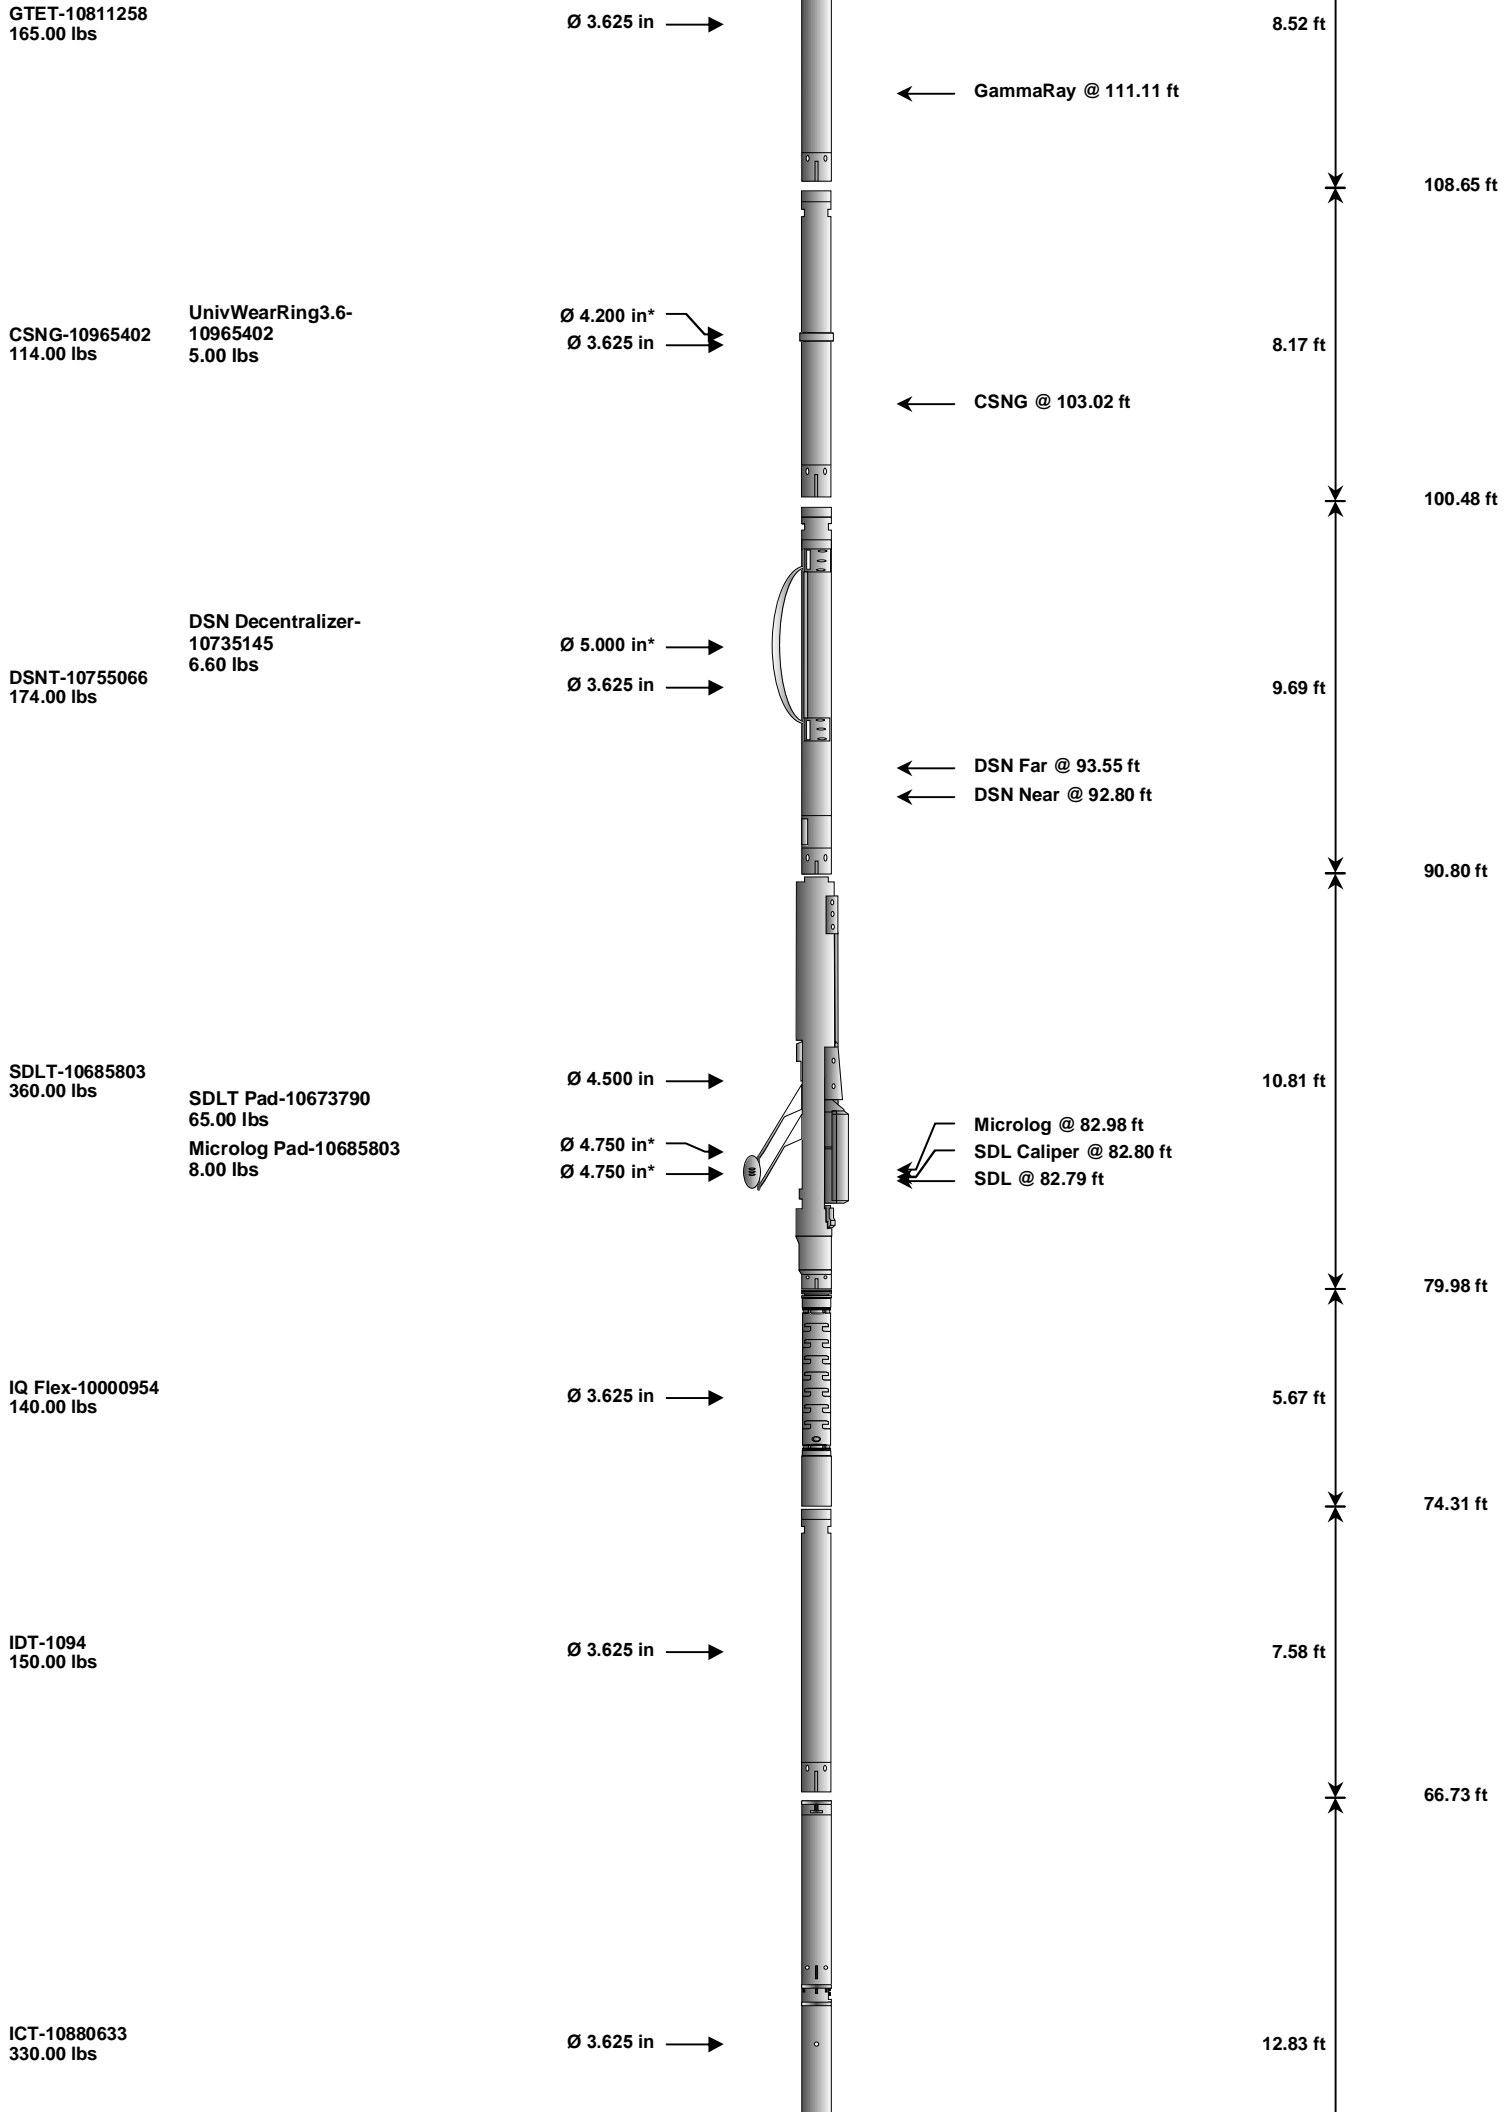 GTET-10811258
165.00 lbs
Ø 3.625 in
8.52 ft
GammaRay @ 111.11 ft
108.65 ft
CSNG-10965402
114.00 lbs
UnivWearRing3.6-
10965402
5.00 lbs
Ø 4.200 in*
Ø 3.625 in
8.17 ft
CSNG @ 103.02 ft
100.48 ft
DSN Decentralizer-
10735145
6.60 lbs
DSNT-10755066
174.00 lbs
Ø 5.000 in*
Ø 3.625 in
9.69 ft
DSN Far @ 93.55 ft
DSN Near @ 92.80 ft
90.80 ft
SDLT-10685803
360.00 lbs
SDLT Pad-10673790
65.00 lbs
Microlog Pad-10685803
8.00 lbs
Ø 4.500 in
Ø 4.750 in*
Ø 4.750 in*
10.81 ft
Microlog @ 82.98 ft
SDL Caliper @ 82.80 ft
SDL @ 82.79 ft
79.98 ft
IQ Flex-10000954
140.00 lbs
Ø 3.625 in
5.67 ft
74.31 ft
IDT-1094
150.00 lbs
Ø 3.625 in
7.58 ft
66.73 ft
ICT-10880633
330.00 lbs
Ø 3.625 in
12.83 ft